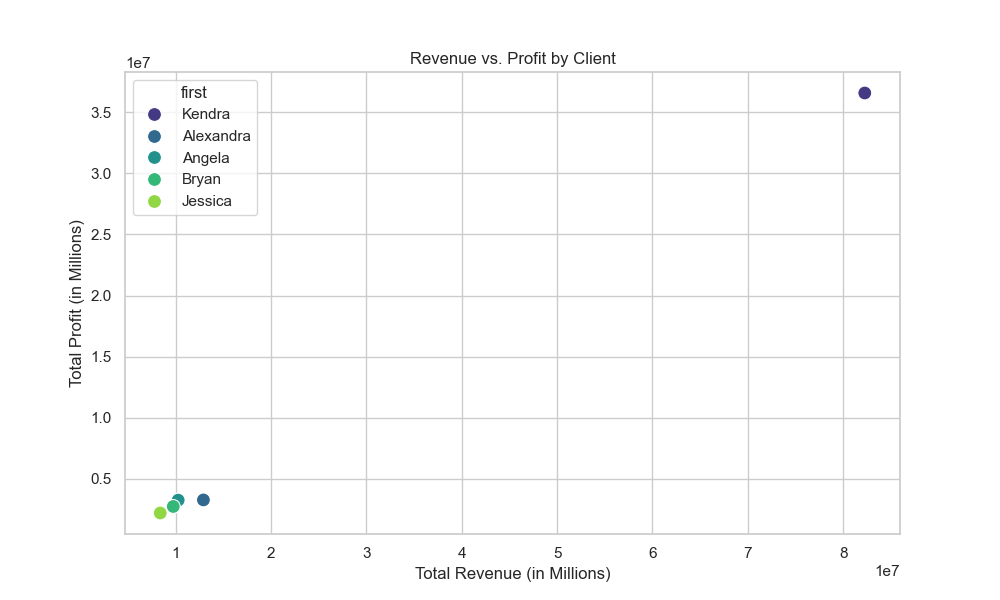 Revenue vs. Profit by Client
1e7
first
Kendra
Alexandra
Angela
Bryan
Jessica
3.5
3.0
2.5
2.0
1.5
1.0
0.5
Total Profit (in Millions)
1 2 3 4 5 6 7 8
1e7
Total Revenue (in Millions)